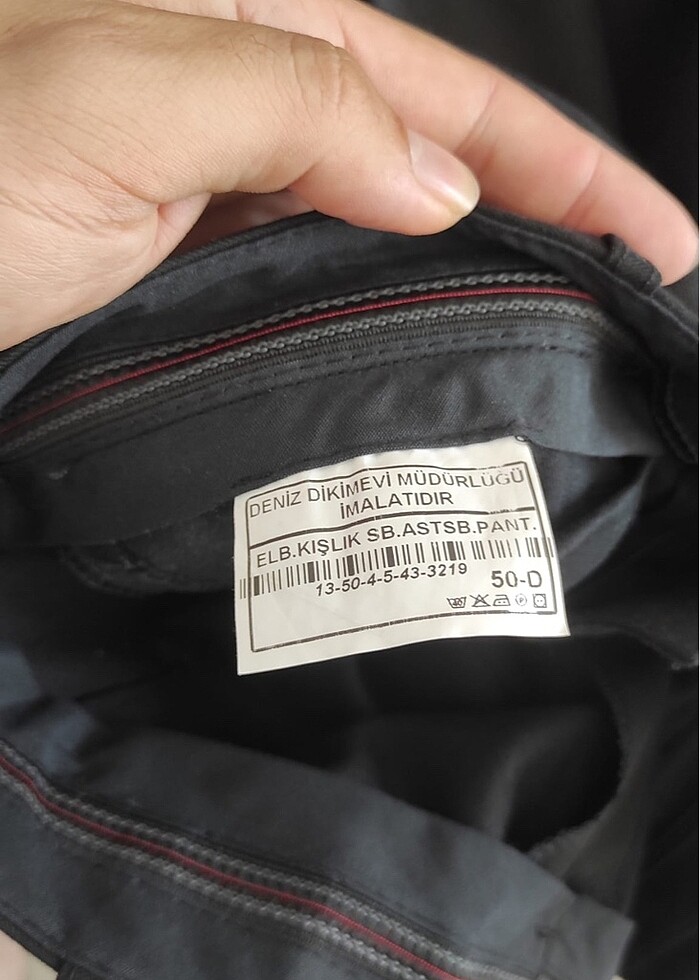 DENİZ DİKİMEVİ MÜDÜRLÜĞÜ
İMALATIDIR
ELB.KIŞLIK SB.ASTSB.PANT.
13-50-4-5-43-3219
50-D